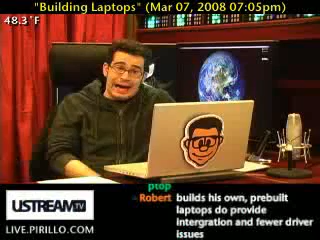 "Building Laptops" (Mar 07, 2008 07:05pm)
48.3°F
ptop
Robert builds his own, prebuilt
laptops do provide
intergration and fewer driver
issues
USTREAM TV
LIVE.PIRILLO.COM